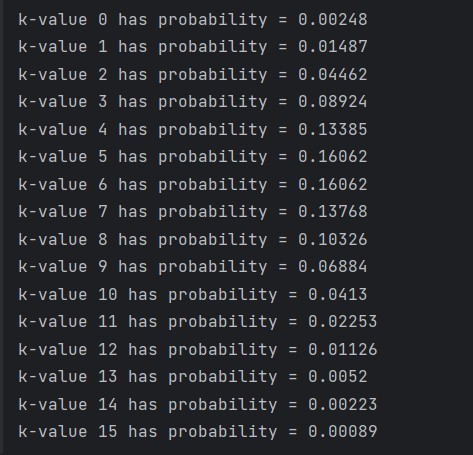 k-value 0 has probability = 0.00248
k-value 1 has probability = 0.01487
k-value 2 has probability = 0.04462
k-value 3 has probability = 0.08924
k-value 4 has probability = 0.13385
k-value 5 has probability = 0.16062
k-value 6 has probability = 0.16062
k-value 7 has probability = 0.13768
k-value 8 has probability = 0.10326
k-value 9 has probability = 0.06884
k-value 10 has probability = 0.0413
k-value 11 has probability = 0.02253
k-value 12 has probability = 0.01126
k-value 13 has probability = 0.0052
k-value 14 has probability = 0.00223
k-value 15 has probability = 0.00089